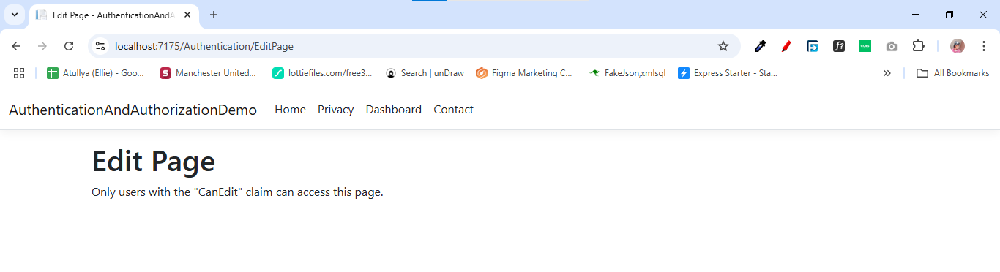 Edit Page - AuthenticationAndA
localhost:7175/Authentication/EditPage
f?
Atullya (Ellie) - Goo... Manchester United... lottiefiles.com/free3... Search | unDraw Figma Marketing C... FakeJson,xmlsql Express Starter - Sta... All Bookmarks
AuthenticationAndAuthorizationDemo Home Privacy Dashboard Contact
Edit Page
Only users with the "CanEdit" claim can access this page.